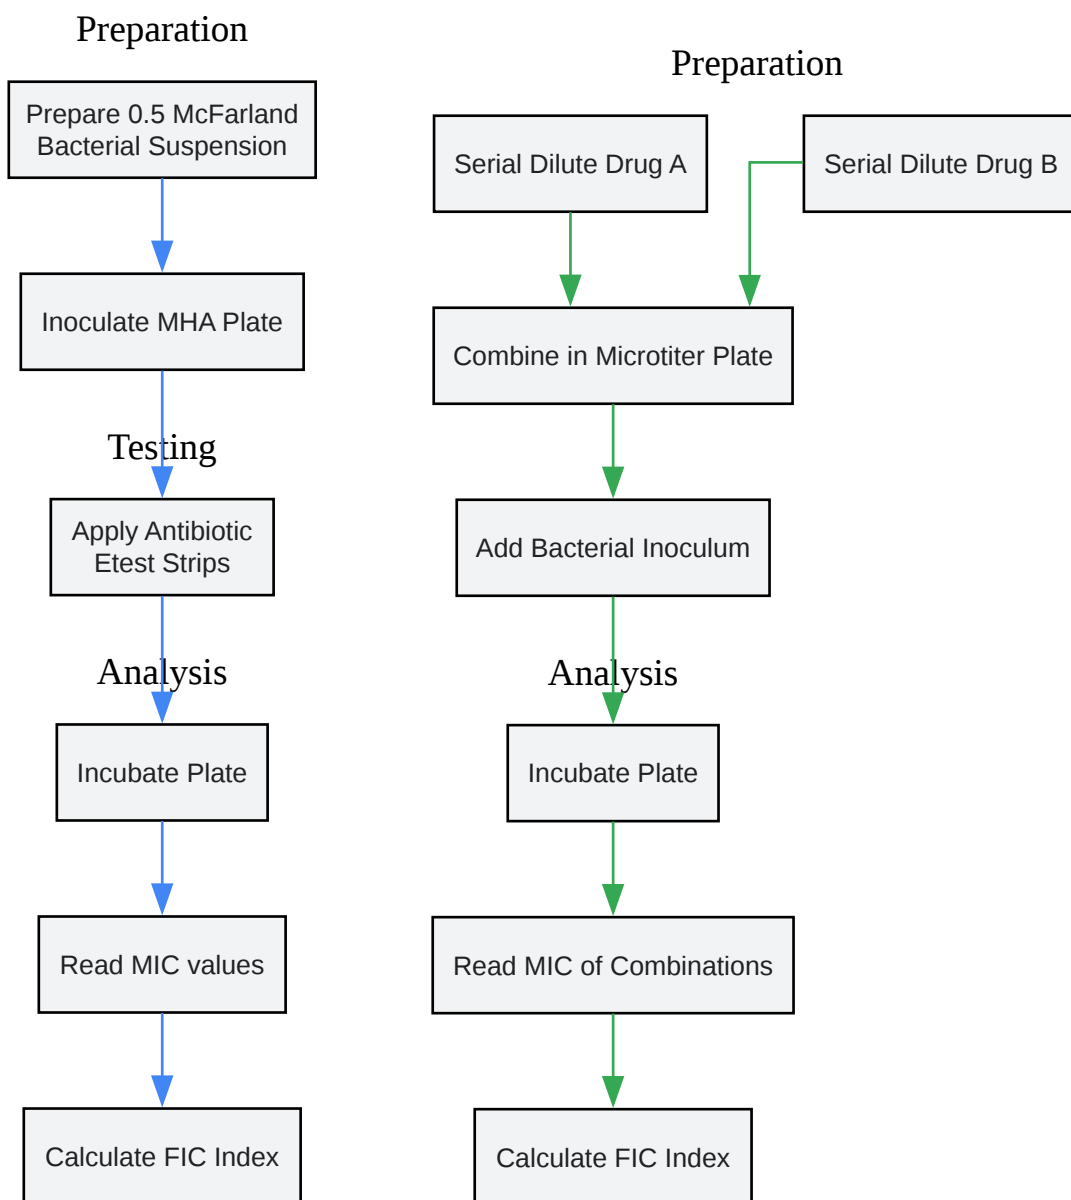 Preparation
Prepare 0.5 McFarland
Bacterial Suspension
Inoculate MHA Plate
Testing
Apply Antibiotic
Etest Strips
Analysis
Incubate Plate
Read MIC values
Calculate FIC Index
Preparation
Serial Dilute Drug A
Serial Dilute Drug B
Combine in Microtiter Plate
Add Bacterial Inoculum
Analysis
Incubate Plate
Read MIC of Combinations
Calculate FIC Index